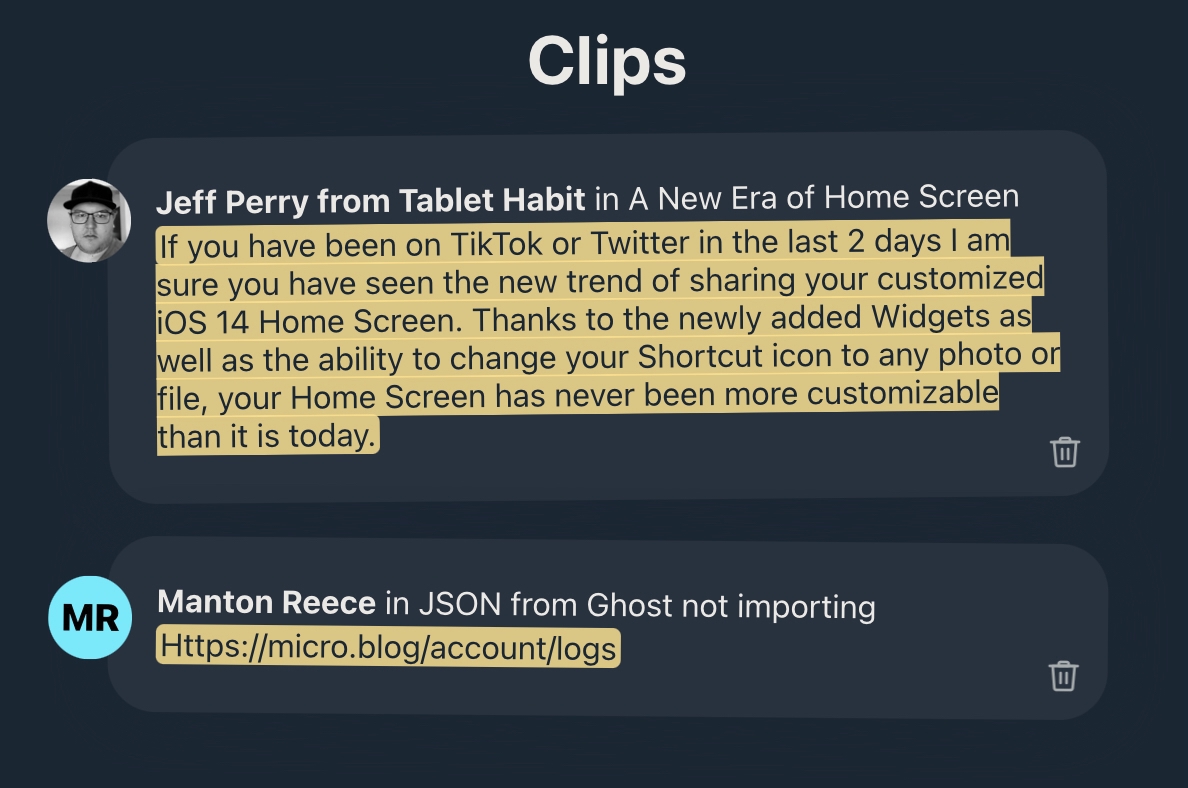 Clips
Jeff Perry from Tablet Habit in A New Era of Home Screen
If you have been on TikTok or Twitter in the last 2 days I am
sure you have seen the new trend of sharing your customized
iOS 14 Home Screen. Thanks to the newly added Widgets as
well as the ability to change your Shortcut icon to any photo or
file, your Home Screen has never been more customizable
than it is today.
MR
Manton Reece in JSON from Ghost not importing
Https://micro.blog/account/logs